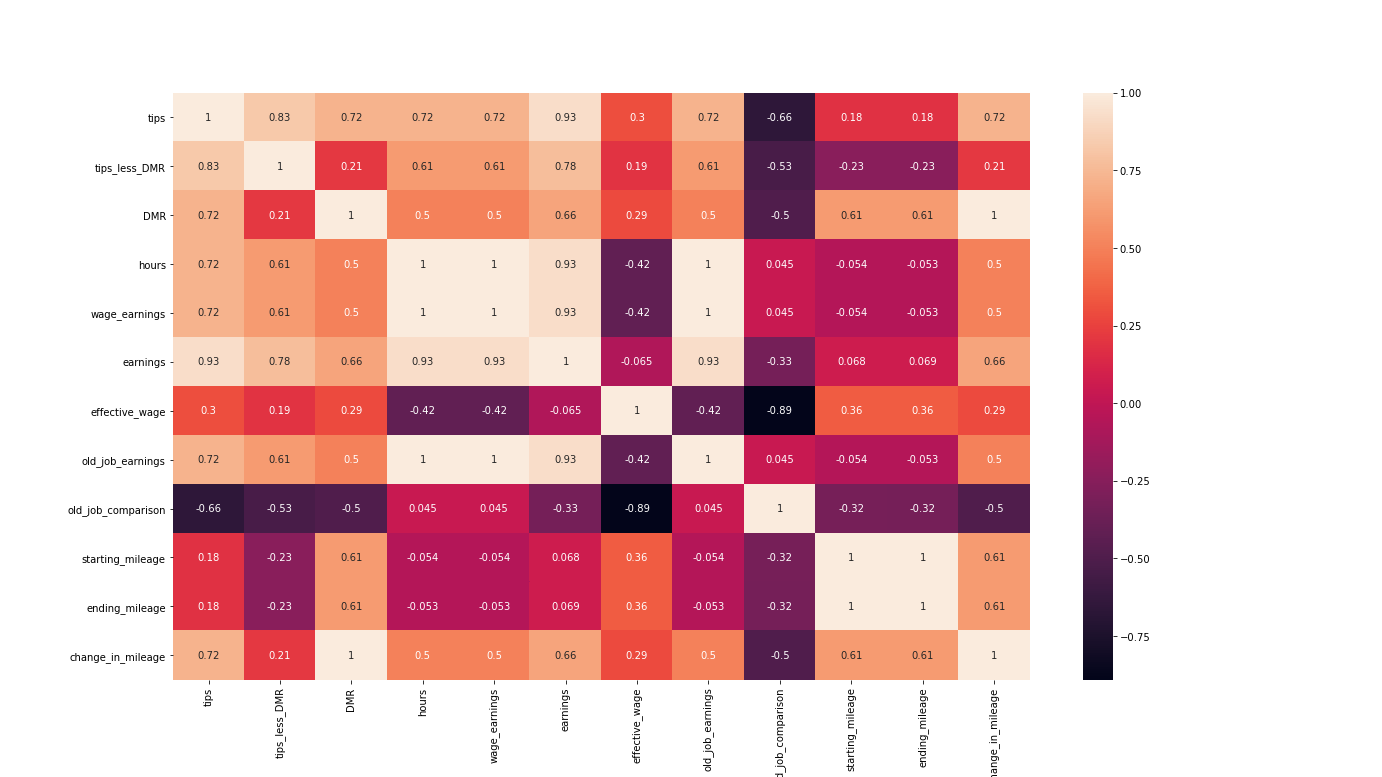 tips 1 0.83 0.72 0.72 0.72 0.93 0.3 0.72 -0.66 0.18 0.18 0.72
tips_less_DMR 0.83 1 0.21 0.61 0.61 0.78 0.19 0.61 -0.53 -0.23 -0.23 0.21
DMR 0.72 0.21 1 0.5 0.5 0.66 0.29 0.5 -0.5 0.61 0.61 1
hours 0.72 0.61 0.5 1 1 0.93 -0.42 1 0.045 -0.054 -0.053 0.5
wage_earnings 0.72 0.61 0.5 1 1 0.93 -0.42 1 0.045 -0.054 -0.053 0.5
earnings 0.93 0.78 0.66 0.93 0.93 1 -0.065 0.93 -0.33 0.068 0.069 0.66
effective_wage 0.3 0.19 0.29 -0.42 -0.42 -0.065 1 -0.42 -0.89 0.36 0.36 0.29
old_job_earnings 0.72 0.61 0.5 1 1 0.93 -0.42 1 0.045 -0.054 -0.053 0.5
old_job_comparison -0.66 -0.53 -0.5 0.045 0.045 -0.33 -0.89 0.045 1 -0.32 -0.32 -0.5
starting_mileage 0.18 -0.23 0.61 -0.054 -0.054 0.068 0.36 -0.054 -0.32 1 1 0.61
ending_mileage 0.18 -0.23 0.61 -0.053 -0.053 0.069 0.36 -0.053 -0.32 1 1 0.61
change_in_mileage 0.72 0.21 1 0.5 0.5 0.66 0.29 0.5 -0.5 0.61 0.61 1
tips
tips_less_DMR
DMR
hours
wage_earnings
earnings
effective_wage
old_job_earnings
d_job_comparison
starting_mileage
ending_mileage
hange_in_mileage
1.00
0.75
0.50
0.25
0.00
−0.25
−0.50
−0.75